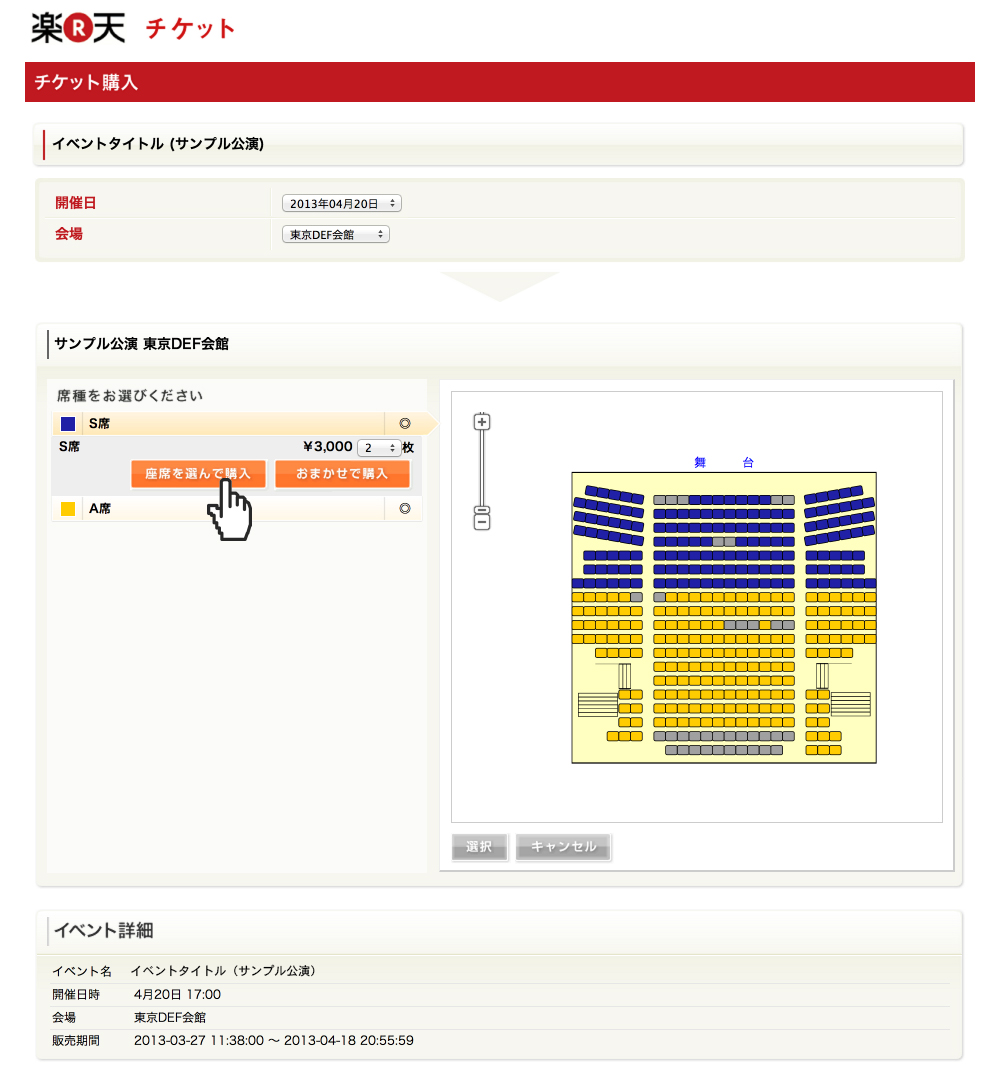 楽R天 チケット
チケット購入
イベントタイトル (サンプル公演)
開催日 2013年04月20日
会場 東京DEF会館
サンプル公演 東京DEF会館
席種をお選びください
S席 ◎
S席 ¥3,000 2 枚
座席を選んで購入 おまかせで購入
A席 ◎
舞 台
選択 キャンセル
イベント詳細
イベント名 イベントタイトル（サンプル公演）
開催日時 4月20日 17:00
会場 東京DEF会館
販売期間 2013-03-27 11:38:00 〜 2013-04-18 20:55:59